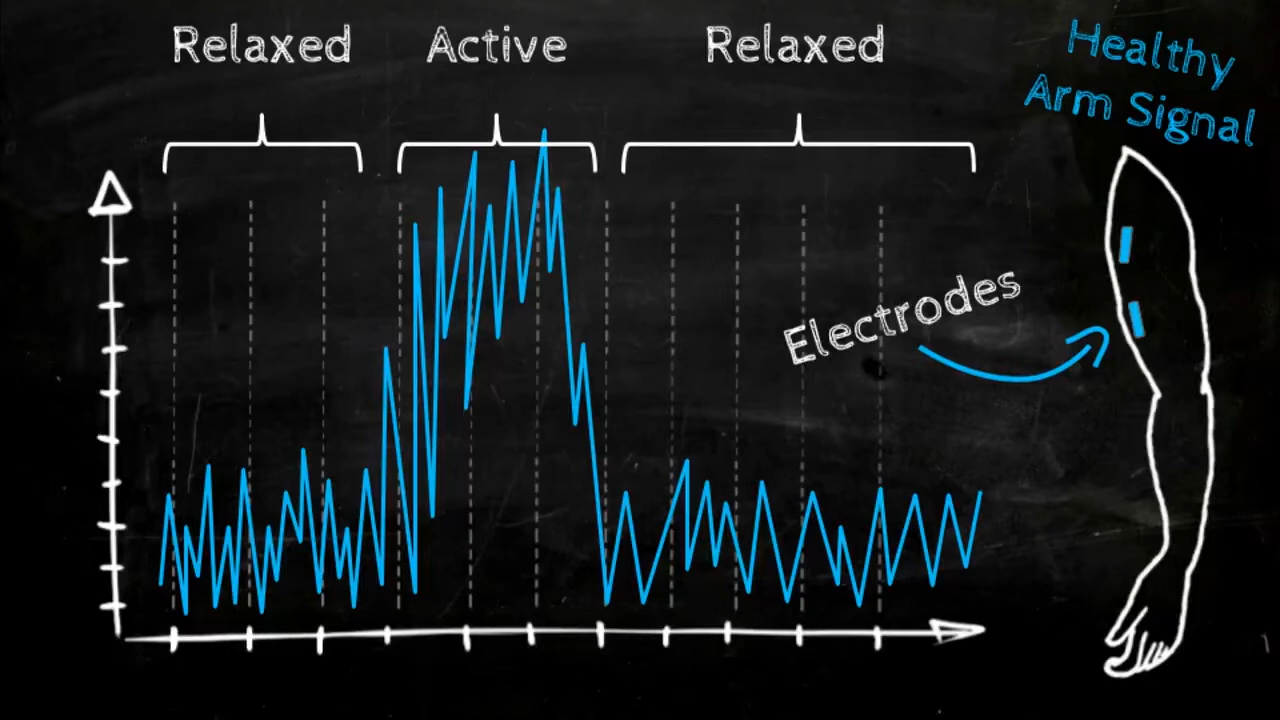 Relaxed
Active
Relaxed
Healthy
Arm Signal
Electrodes